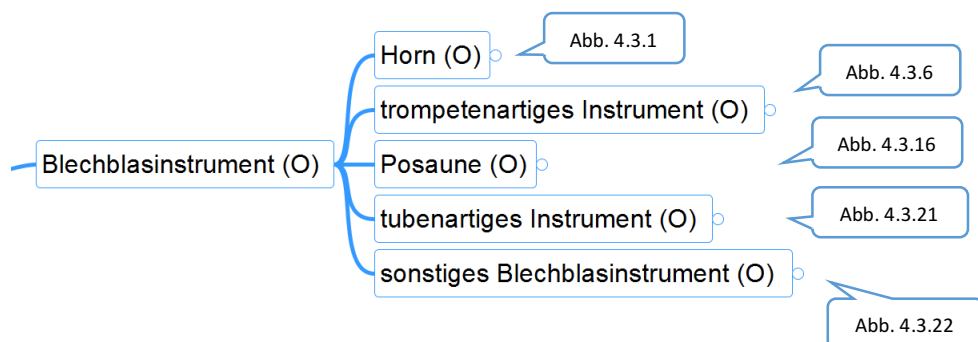 Horn (O)
Abb. 4.3.1
trompetenartiges Instrument (O)
Abb. 4.3.6
Blechblasinstrument (O)
Posaune (O)
Abb. 4.3.16
tubenartiges Instrument (O)
Abb. 4.3.21
sonstiges Blechblasinstrument (O)
Abb. 4.3.22